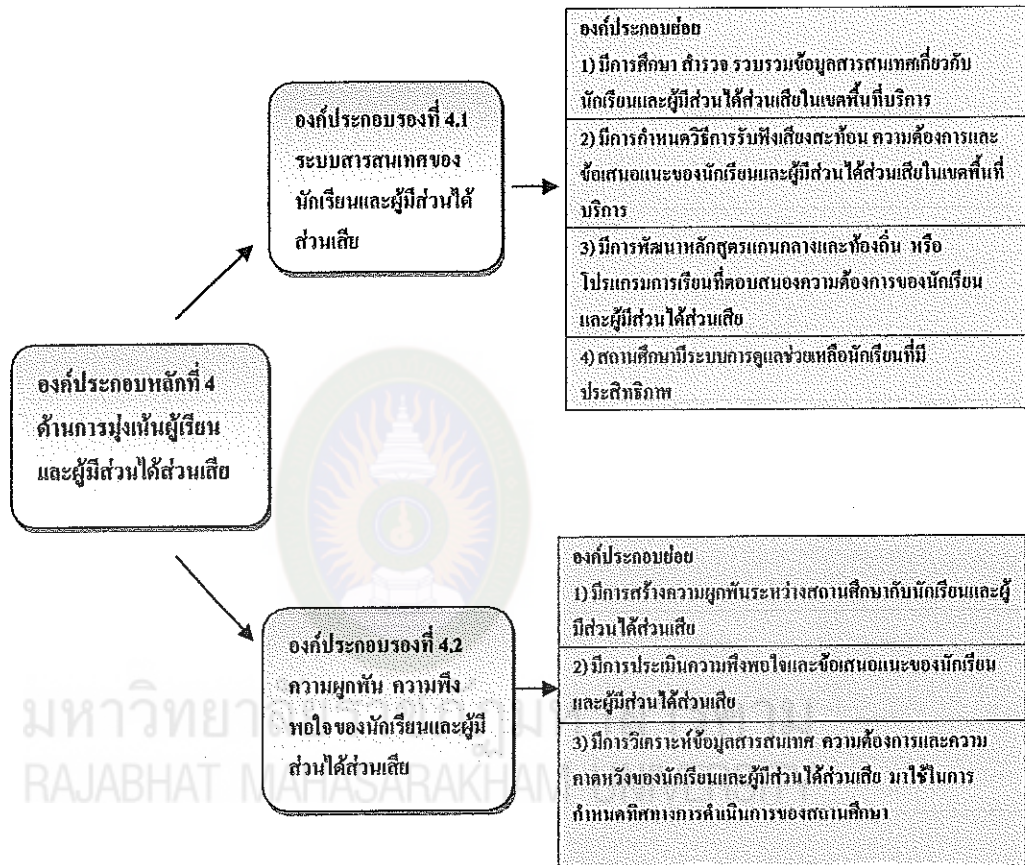 องค์ประกอบหลักที่ 4
ด้านการมุ่งเน้นผู้เรียน
และผู้มีส่วนได้ส่วนเสีย
องค์ประกอบรองที่ 4.1
ระบบสารสนเทศของ
นักเรียนและผู้มีส่วนได้
ส่วนเสีย
องค์ประกอบย่อย
1) มีการศึกษา สำรวจ รวบรวมข้อมูลสารสนเทศเกี่ยวกับ
นักเรียนและผู้มีส่วนได้ส่วนเสียในเขตพื้นที่บริการ
2) มีการกำหนดวิธีการรับฟังเสียงสะท้อน ความต้องการและ
ข้อเสนอแนะของนักเรียนและผู้มีส่วนได้ส่วนเสียในเขตพื้นที่
บริการ
3) มีการพัฒนาหลักสูตรแกนกลางและท้องถิ่น หรือ
โปรแกรมการเรียนที่ตอบสนองความต้องการของนักเรียน
และผู้มีส่วนได้ส่วนเสีย
4) สถานศึกษามีระบบการดูแลช่วยเหลือนักเรียนที่มี
ประสิทธิภาพ
องค์ประกอบรองที่ 4.2
ความผูกพัน ความพึง
พอใจของนักเรียนและผู้มี
ส่วนได้ส่วนเสีย
องค์ประกอบย่อย
1) มีการสร้างความผูกพันระหว่างสถานศึกษากับนักเรียนและผู้
มีส่วนได้ส่วนเสีย
2) มีการประเมินความพึงพอใจและข้อเสนอแนะของนักเรียน
และผู้มีส่วนได้ส่วนเสีย
3) มีการวิเคราะห์ข้อมูลสารสนเทศ ความต้องการและความ
คาดหวังของนักเรียนและผู้มีส่วนได้ส่วนเสีย มาใช้ในการ
กำหนดทิศทางการดำเนินการของสถานศึกษา
RAJABHAT MAHASARAKHAM